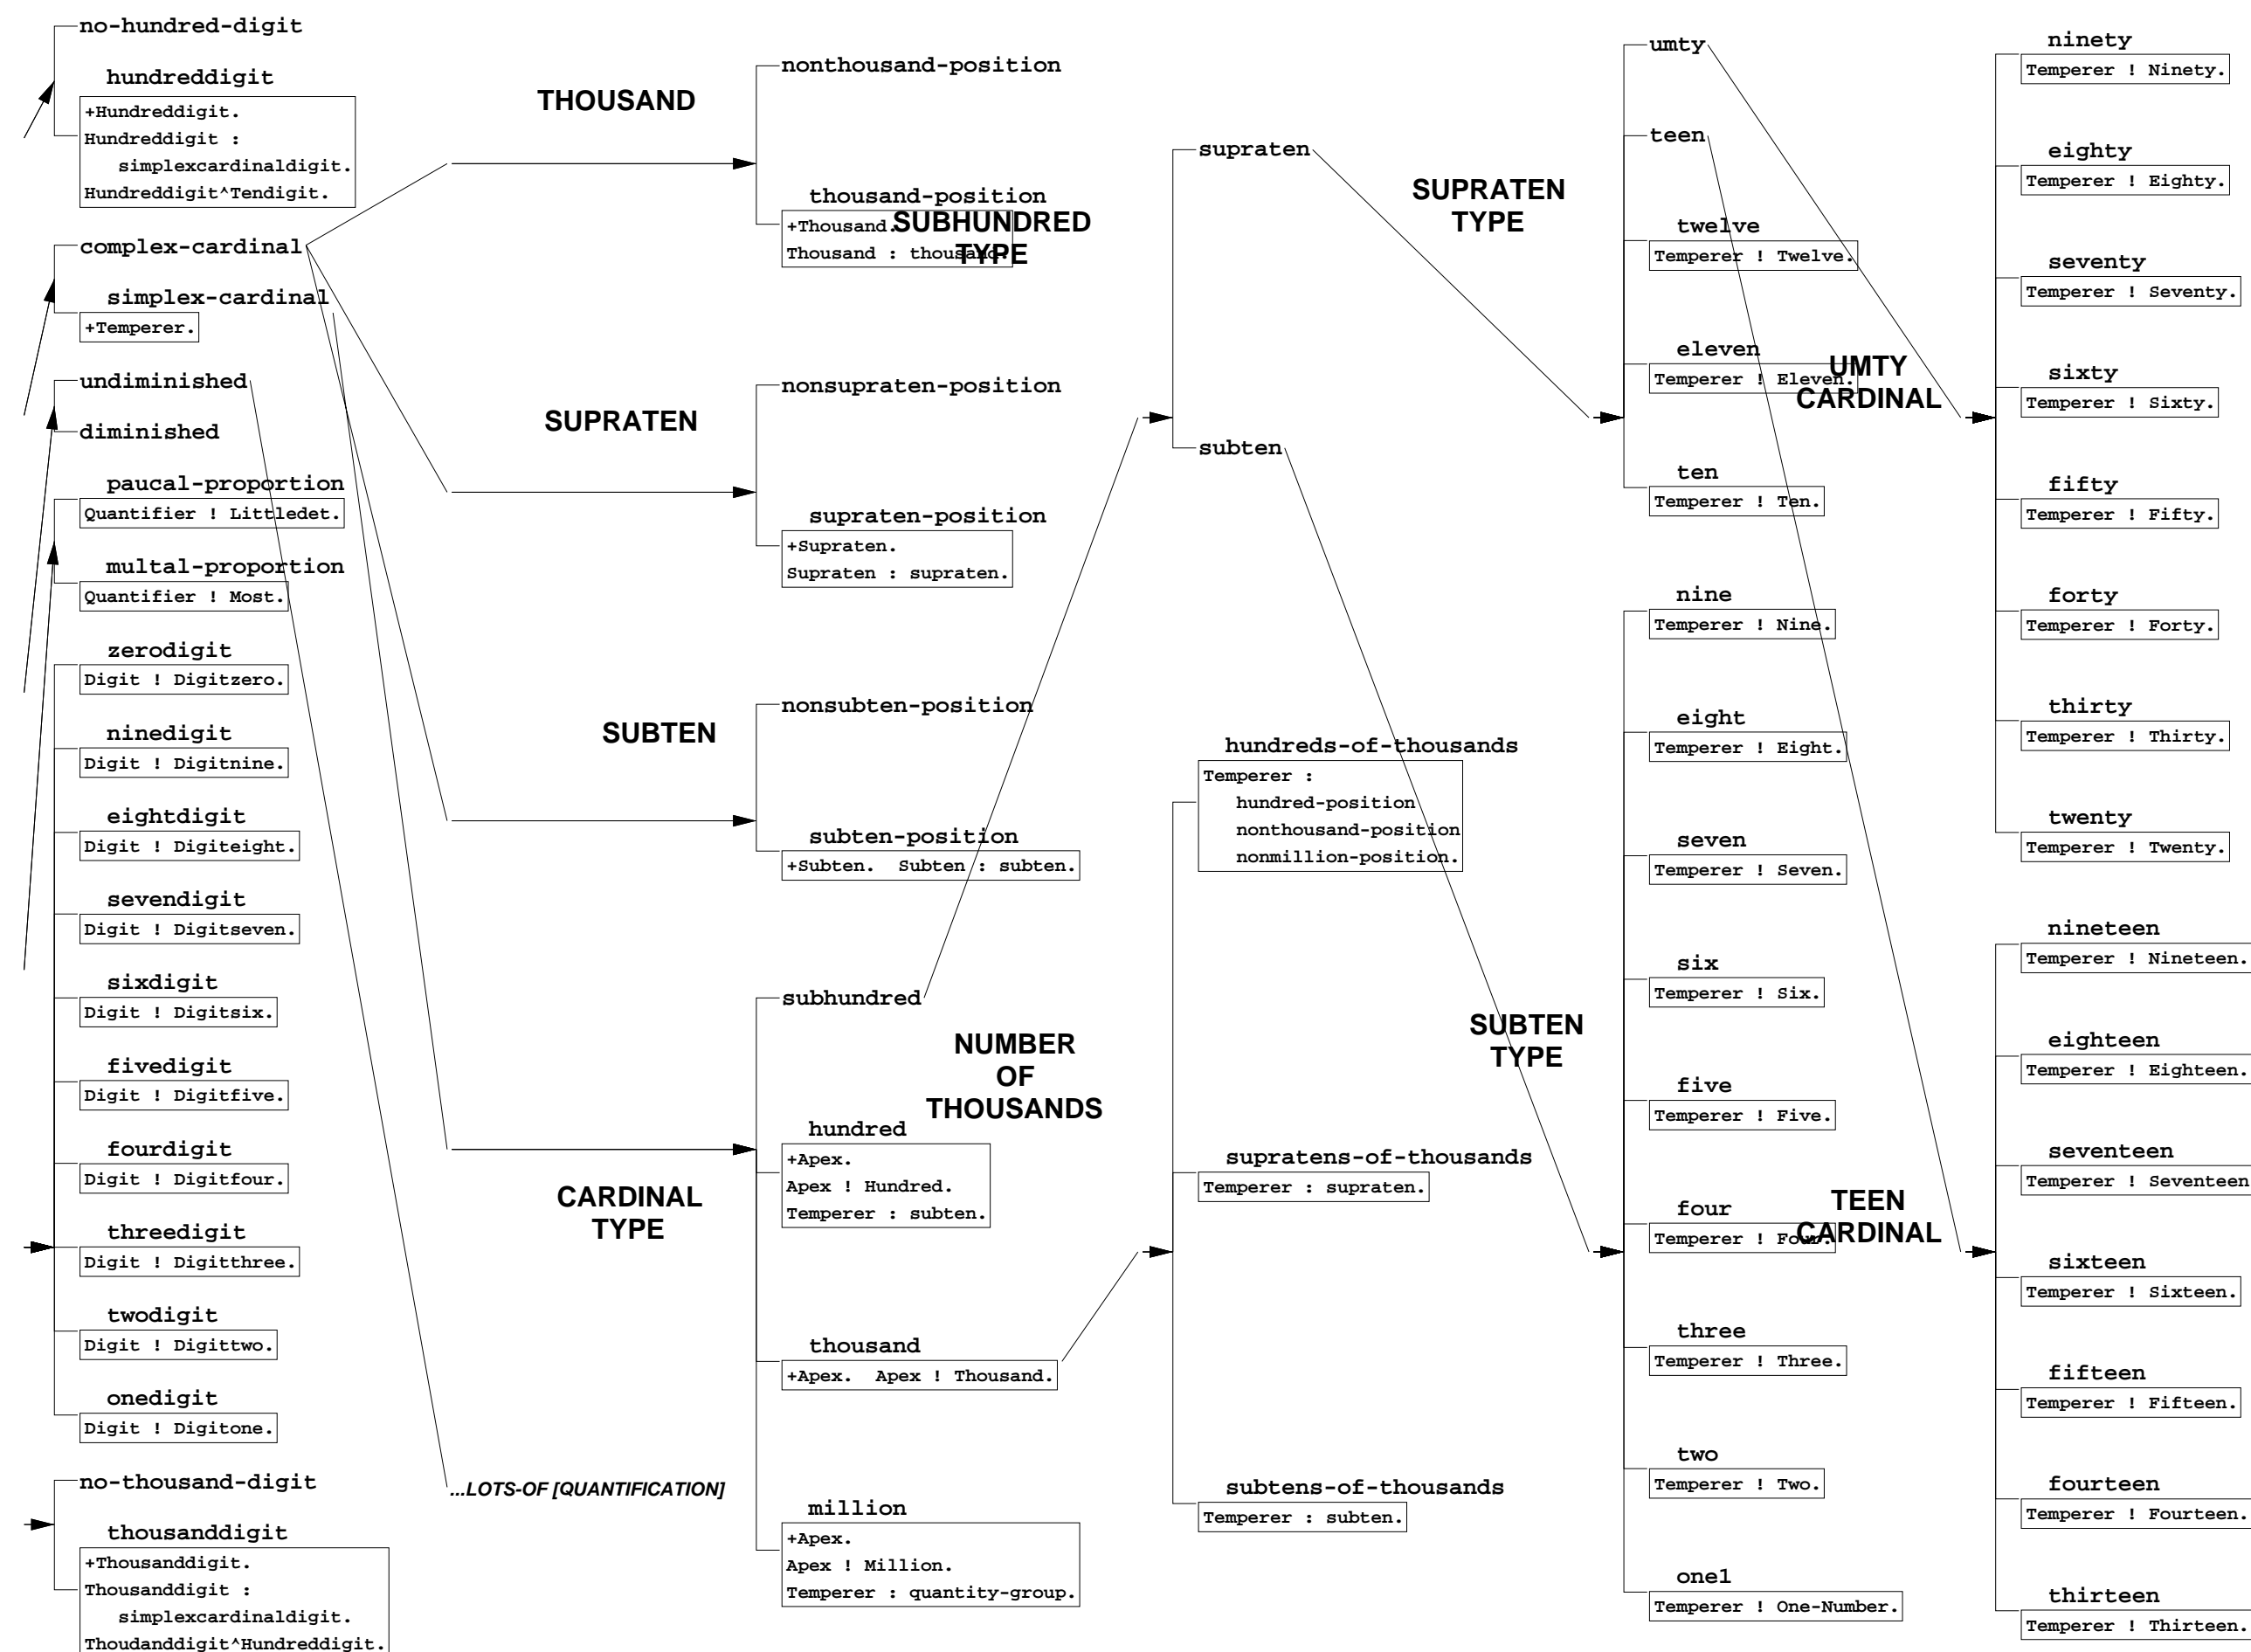 no-hundred-digit
hundreddigit
+Hundreddigit.
Hundreddigit :
simplexcardinaldigit.
Hundreddigit^Tendigit.
complex-cardinal
simplex-cardinal
+Temperer.
undiminished
diminished
paucal-proportion
Quantifier ! Littledet.
multal-proportion
Quantifier ! Most.
zerodigit
Digit ! Digitzero.
ninedigit
Digit ! Digitnine.
eightdigit
Digit ! Digiteight.
sevendigit
Digit ! Digitseven.
sixdigit
Digit ! Digitsix.
fivedigit
Digit ! Digitfive.
fourdigit
Digit ! Digitfour.
threedigit
Digit ! Digitthree.
twodigit
Digit ! Digittwo.
onedigit
Digit ! Digitone.
no-thousand-digit
thousanddigit
+Thousanddigit.
Thousanddigit :
simplexcardinaldigit.
Thoudanddigit^Hundreddigit.
THOUSAND
SUPRATEN
SUBTEN
CARDINAL
TYPE
...LOTS-OF [QUANTIFICATION]
nonthousand-position
thousand-position
+Thousand.
Thousand : thousand.
SUBHUNDRED
TYPE
nonsupraten-position
supraten-position
+Supraten.
Supraten : supraten.
nonsubten-position
subten-position
+Subten.  Subten : subten.
subhundred
NUMBER
OF
THOUSANDS
hundred
+Apex.
Apex ! Hundred.
Temperer : subten.
thousand
+Apex.  Apex ! Thousand.
million
+Apex.
Apex ! Million.
Temperer : quantity-group.
supraten
subten
hundreds-of-thousands
Temperer :
hundred-position
nonthousand-position
nonmillion-position.
supratens-of-thousands
Temperer : supraten.
subtens-of-thousands
Temperer : subten.
SUPRATEN
TYPE
SUBTEN
TYPE
umty
teen
twelve
Temperer ! Twelve.
eleven
Temperer ! Eleven.
ten
Temperer ! Ten.
nine
Temperer ! Nine.
eight
Temperer ! Eight.
seven
Temperer ! Seven.
six
Temperer ! Six.
five
Temperer ! Five.
four
Temperer ! Four.
three
Temperer ! Three.
two
Temperer ! Two.
one1
Temperer ! One-Number.
UMTY
CARDINAL
TEEN
CARDINAL
ninety
Temperer ! Ninety.
eighty
Temperer ! Eighty.
seventy
Temperer ! Seventy.
sixty
Temperer ! Sixty.
fifty
Temperer ! Fifty.
forty
Temperer ! Forty.
thirty
Temperer ! Thirty.
twenty
Temperer ! Twenty.
nineteen
Temperer ! Nineteen.
eighteen
Temperer ! Eighteen.
seventeen
Temperer ! Seventeen
sixteen
Temperer ! Sixteen.
fifteen
Temperer ! Fifteen.
fourteen
Temperer ! Fourteen.
thirteen
Temperer ! Thirteen.